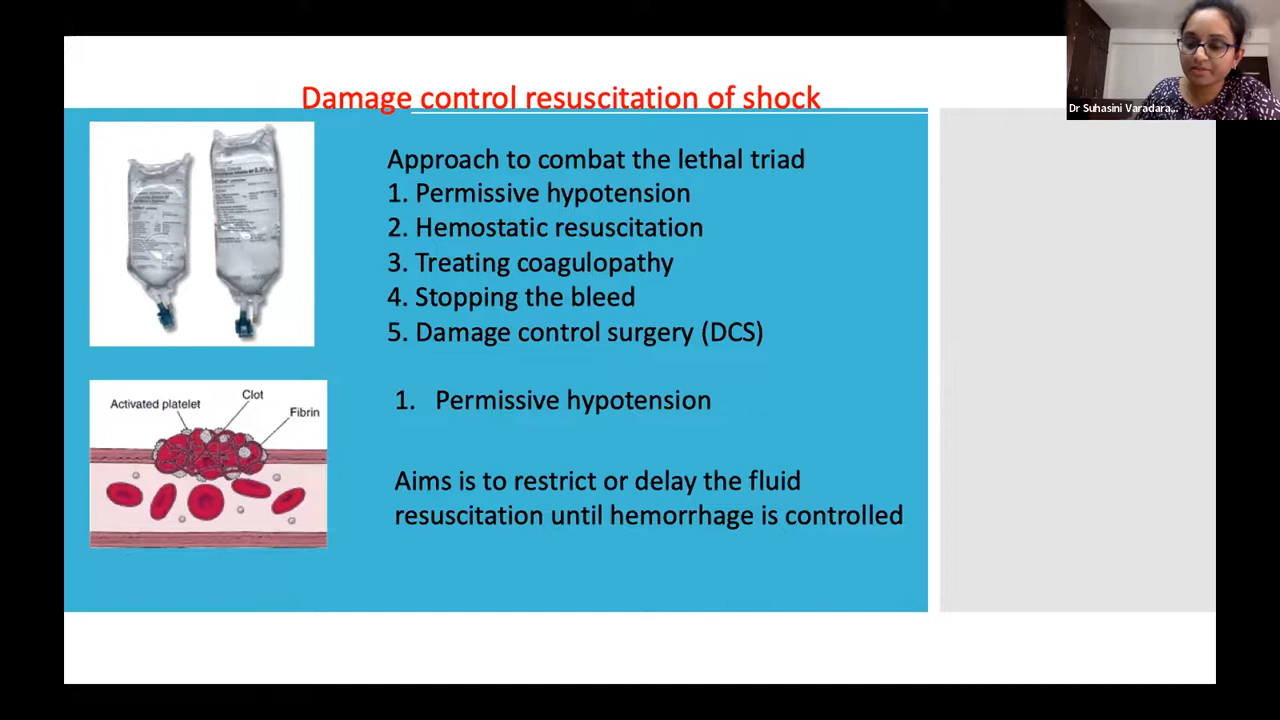 Damage control resuscitation of shock
Dr Suhasini Varadara...
Approach to combat the lethal triad
1. Permissive hypotension
2. Hemostatic resuscitation
3. Treating coagulopathy
4. Stopping the bleed
5. Damage control surgery (DCS)
1. Permissive hypotension
Aims is to restrict or delay the fluid
resuscitation until hemorrhage is controlled
Activated platelet
Clot
Fibrin